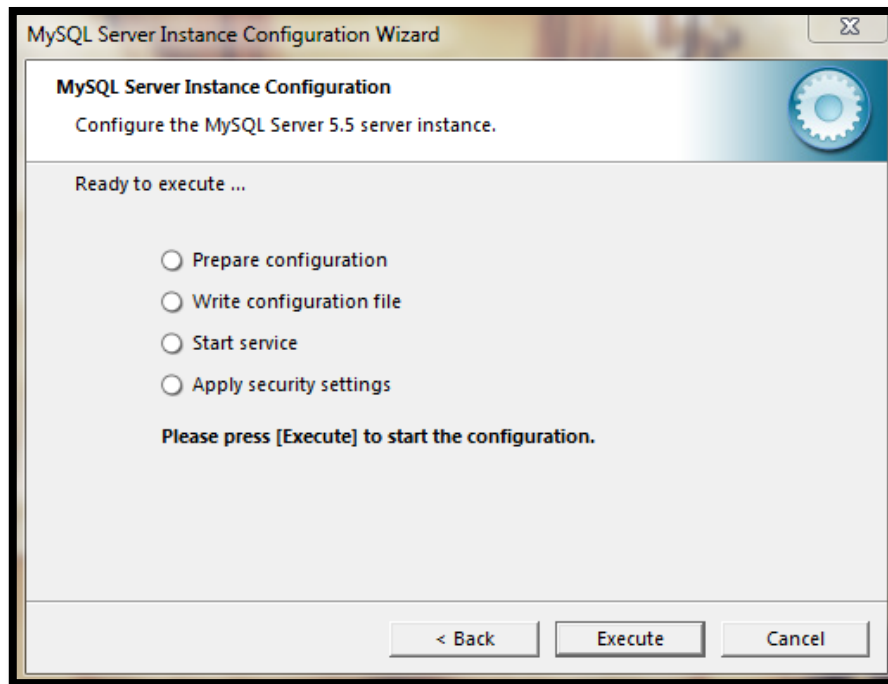 MySQL Server Instance Configuration Wizard
MySQL Server Instance Configuration
Configure the MySQL Server 5.5 server instance.
Ready to execute ...
Prepare configuration
Write configuration file
Start service
Apply security settings
Please press [Execute] to start the configuration.
< Back
Execute
Cancel